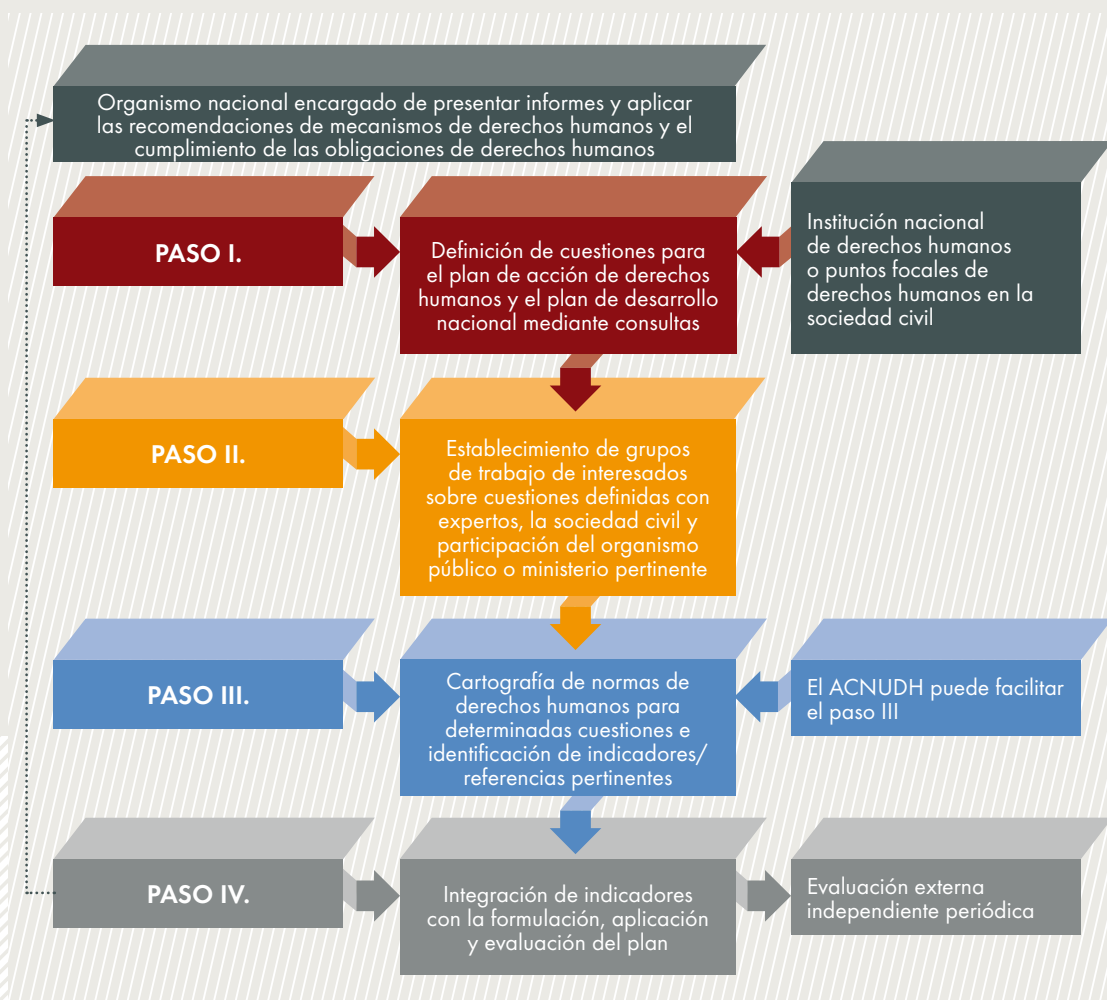 Organismo nacional encargado de presentar informes y aplicar
las recomendaciones de mecanismos de derechos humanos y el
cumplimiento de las obligaciones de derechos humanos
PASO I.
Definición de cuestiones para
el plan de acción de derechos
humanos y el plan de desarrollo
nacional mediante consultas
Institución nacional
de derechos humanos
o puntos focales de
derechos humanos en la
sociedad civil
PASO II.
Establecimiento de grupos
de trabajo de interesados
sobre cuestiones definidas con
expertos, la sociedad civil y
participación del organismo
público o ministerio pertinente
PASO III.
Cartografía de normas de
derechos humanos para
determinadas cuestiones e
identificación de indicadores/
referencias pertinentes
El ACNUDH puede facilitar
el paso III
PASO IV.
Integración de indicadores
con la formulación, aplicación
y evaluación del plan
Evaluación externa
independiente periódica